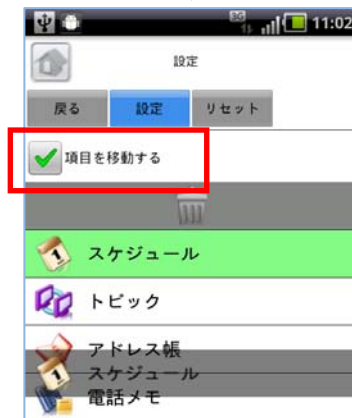 3G 11:02
設定
戻る 設定 リセット
項目を移動する
スケジュール
トピック
アドレス帳
スケジュール
電話メモ